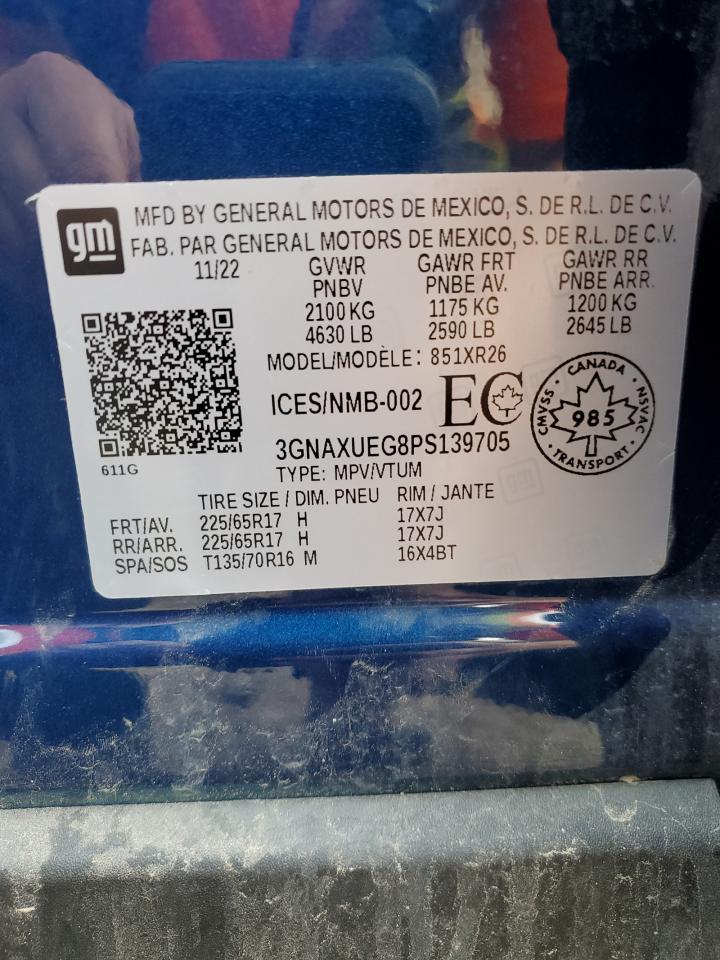 gm
MFD BY GENERAL MOTORS DE MEXICO, S. DE R.L. DE C.V.
FAB. PAR GENERAL MOTORS DE MEXICO, S. DE R.L. DE C.V.
11/22 GVWR GAWR FRT GAWR RR
PNBV PNBE AV. PNBE ARR.
2100 KG 1175 KG 1200 KG
4630 LB 2590 LB 2645 LB
MODEL/MODÈLE: 851XR26
ICES/NMB-002 EC
CANADA
CMVSS 985 NSVAC
TRANSPORT
3GNAXUEG8PS139705
611G
TYPE: MPV/VTUM
TIRE SIZE / DIM. PNEU RIM / JANTE
FRT/AV. 225/65R17 H 17X7J
RR/ARR. 225/65R17 H 17X7J
SPA/SOS T135/70R16 M 16X4BT